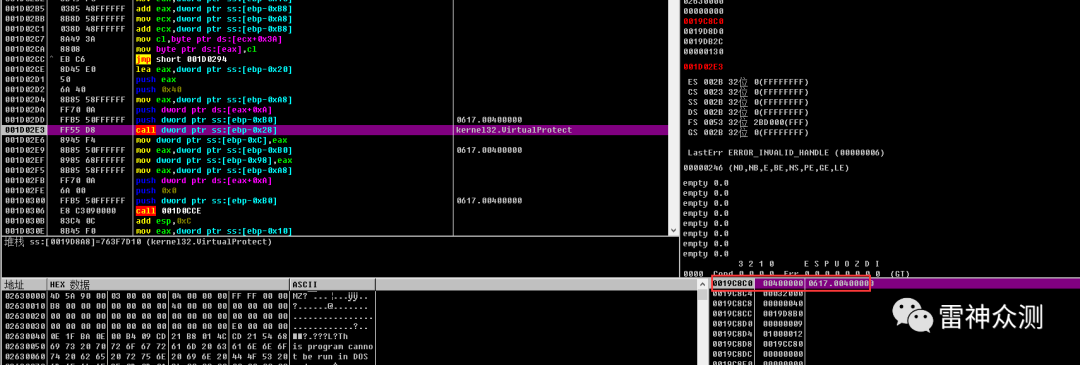 001D02B5 0385 48FFFFFF add eax,dword ptr ss:[ebp-0xB8]
001D02BB 8B8D 58FFFFFF mov ecx,dword ptr ss:[ebp-0xA8]
001D02C1 038D 48FFFFFF add ecx,dword ptr ss:[ebp-0xB8]
001D02C7 8A49 3A mov cl,byte ptr ds:[ecx+0x3A]
001D02CA 8808 mov byte ptr ds:[eax],cl
001D02CC EB C6 jmp short 001D0294
001D02CE 8D45 E0 lea eax,dword ptr ss:[ebp-0x20]
001D02D1 50 push eax
001D02D2 6A 40 push 0x40
001D02D4 8B85 58FFFFFF mov eax,dword ptr ss:[ebp-0xA8]
001D02DA FF70 0A push dword ptr ds:[eax+0xA]
001D02DD FFB5 50FFFFFF push dword ptr ss:[ebp-0xB0] 0617.00400000
001D02E3 FF55 D8 call dword ptr ss:[ebp-0x28] kernel32.VirtualProtect
001D02E6 8945 F4 mov dword ptr ss:[ebp-0xC],eax
001D02E9 8B85 50FFFFFF mov eax,dword ptr ss:[ebp-0xB0] 0617.00400000
001D02EF 8985 68FFFFFF mov dword ptr ss:[ebp-0x98],eax
001D02F5 8B85 58FFFFFF mov eax,dword ptr ss:[ebp-0xA8]
001D02FB FF70 0A push dword ptr ds:[eax+0xA]
001D02FE 6A 00 push 0x0
001D0300 FFB5 50FFFFFF push dword ptr ss:[ebp-0xB0] 0617.00400000
001D0306 E8 C3090000 call 001D0CCE
001D030B 83C4 0C add esp,0xC
001D030E 8B45 F0 mov eax,dword ptr ss:[ebp-0x10]
堆栈 ss:[0019D8A8]=763F7D10 (kernel32.VirtualProtect)
02630000
00000000
0019C8C0
0019D8D0
0019DB2C
00000130
001D02E3
ES 002B 32位 0(FFFFFFFF)
CS 0023 32位 0(FFFFFFFF)
SS 002B 32位 0(FFFFFFFF)
DS 002B 32位 0(FFFFFFFF)
FS 0053 32位 2BD000(FFF)
GS 002B 32位 0(FFFFFFFF)
LastErr ERROR_INVALID_HANDLE (00000006)
00000246 (NO,NB,E,BE,NS,PE,GE,LE)
empty 0.0
empty 0.0
empty 0.0
empty 0.0
empty 0.0
empty 0.0
empty 0.0
empty 0.0
3 2 1 0 E S P U O Z D I
0000 Cond 0 0 0 0 Err 0 0 0 0 0 0 0 0 (GT)
地址 HEX 数据 ASCII
02630000 4D 5A 90 00 03 00 00 00 04 00 00 00 FF FF 00 00
02630010 B8 00 00 00 00 00 00 00 40 00 00 00 00 00 00 00
02630020 00 00 00 00 00 00 00 00 00 00 00 00 00 00 00 00
02630030 00 00 00 00 00 00 00 00 00 00 00 00 E0 00 00 00
02630040 0E 1F BA 0E 00 B4 09 CD 21 B8 01 4C CD 21 54 68
02630050 69 73 20 70 72 6F 67 72 61 6D 20 63 61 6E 6E 6F is program canno
02630060 74 20 62 65 20 72 75 6E 20 69 6E 20 44 4F 53 20 t be run in DOS
0019C8C0 00400000 0617.00400000
0019C8C4 00032000
0019C8C8 00000040
0019C8CC 0019D8B0
0019C8D0 00000009
0019C8D4 01000012
0019C8D8 0019CC80
0019C8DC 00000000
0019C8E0 00000000
雷神众测